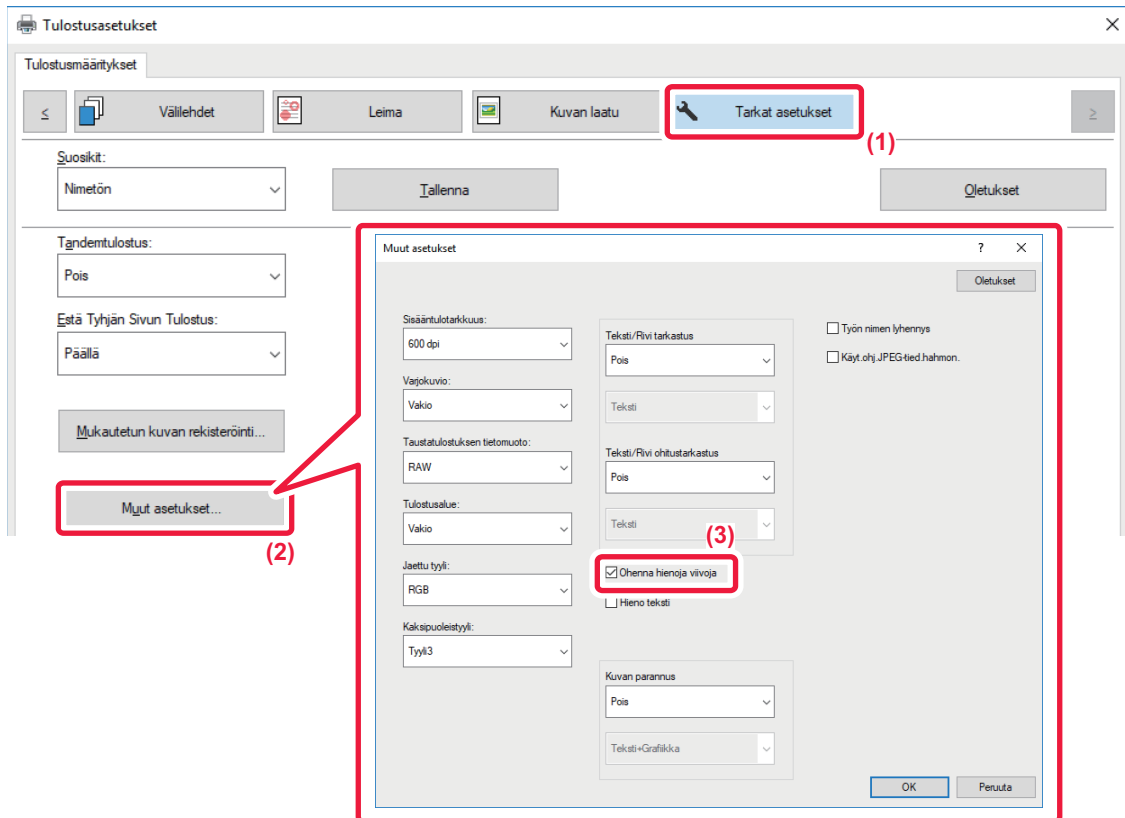 Tulostusasetukset
Tulostusmääritykset
<
Välilehdet
Leima
Kuvan laatu
Tarkat asetukset
>
(1)
Suosikit:
Nimetön
Tallenna
Oletukset
Tandemtulostus:
Pois
Estä Tyhjän Sivun Tulostus:
Päällä
Mukautetun kuvan rekisteröinti...
Muut asetukset...
(2)
Muut asetukset
?
Oletukset
Sisääntulotarkkuus:
600 dpi
Varjokuvio:
Vakio
Taustatulostuksen tietomuoto:
RAW
Tulostusalue:
Vakio
Jaettu tyyli:
RGB
Kaksipuoleistyyli:
Tyyli3
Teksti/Rivi tarkastus
Pois
Teksti
Teksti/Rivi ohitustarkastus
Pois
Teksti
(3)
Ohenna hienoja viivoja
Hieno teksti
Kuvan parannus
Pois
Teksti+Grafiikka
Työn nimen lyhennys
Käyt.ohj.JPEG-tied.hahmon.
OK
Peruuta